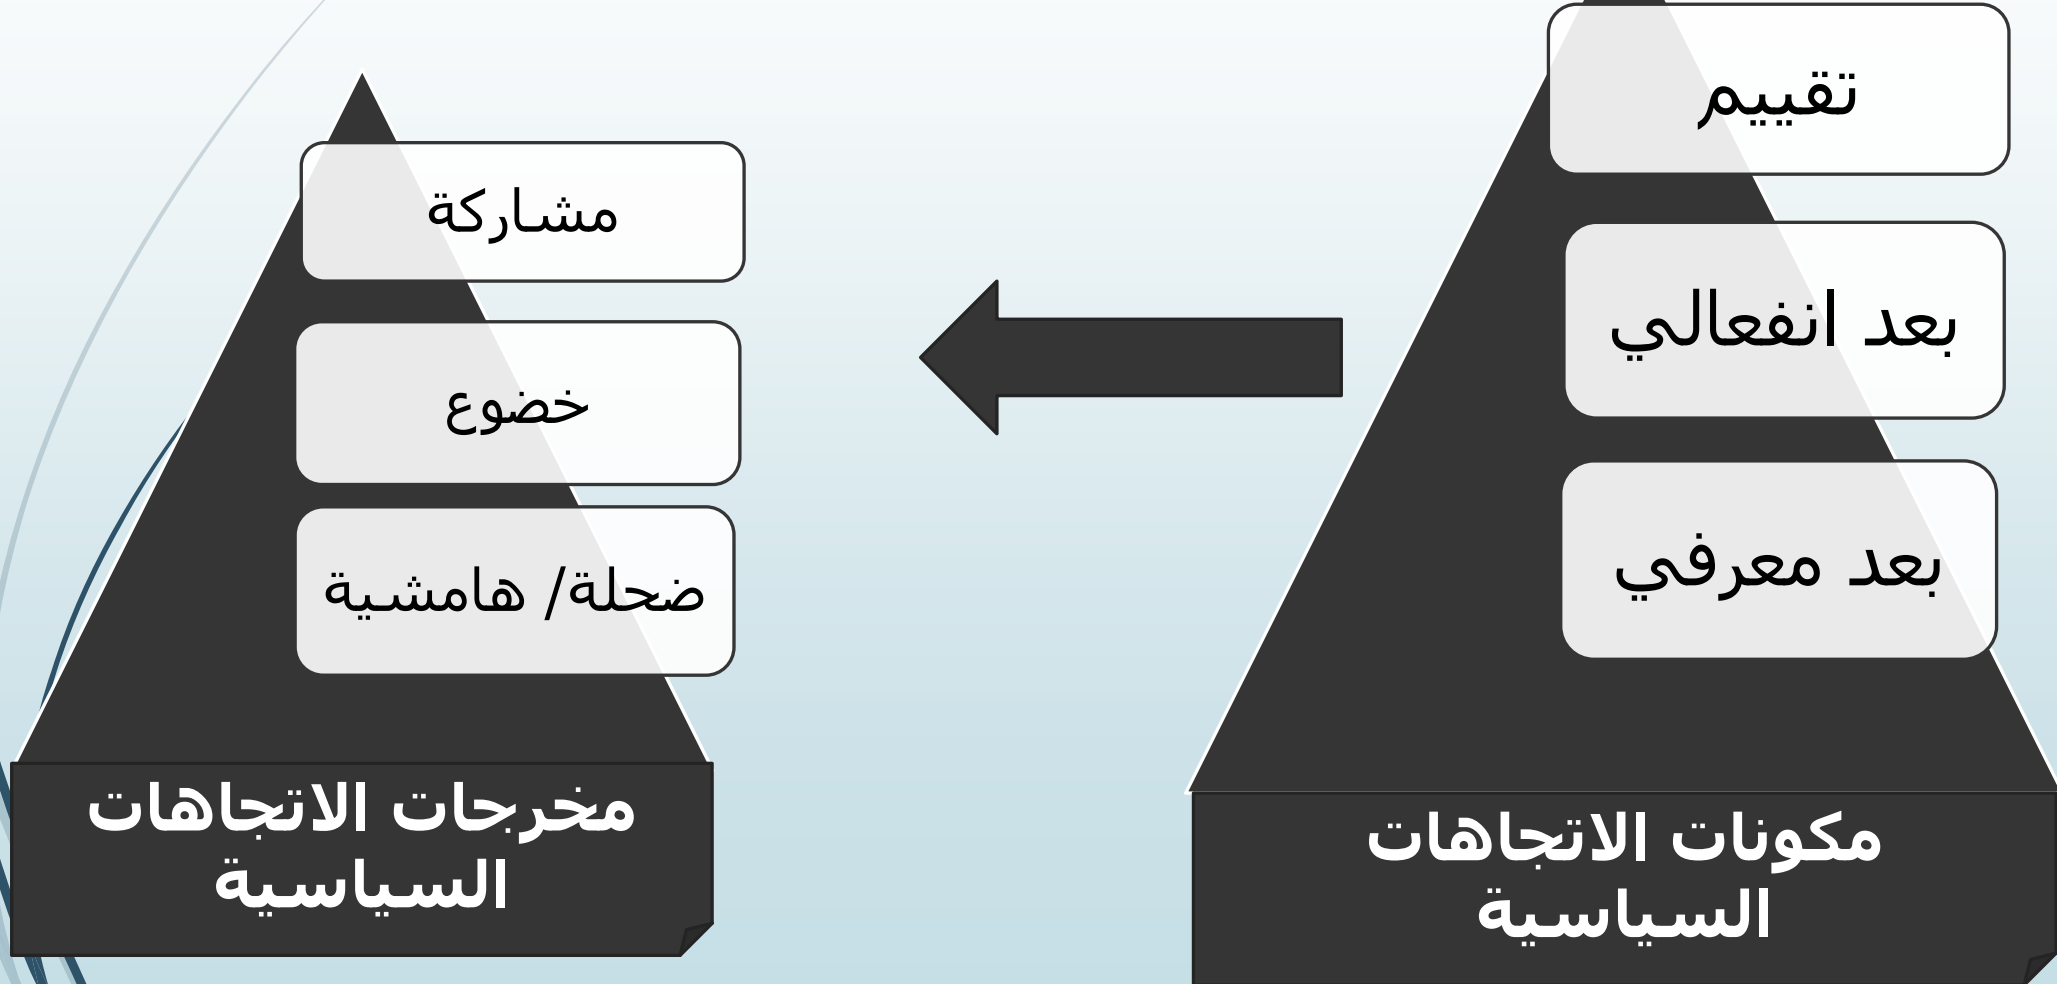 تقييم
بعد انفعالي
بعد معرفي
مكونات الاتجاهات
السياسية
مشاركة
خضوع
ضحلة/ هامشية
مخرجات الاتجاهات
السياسية